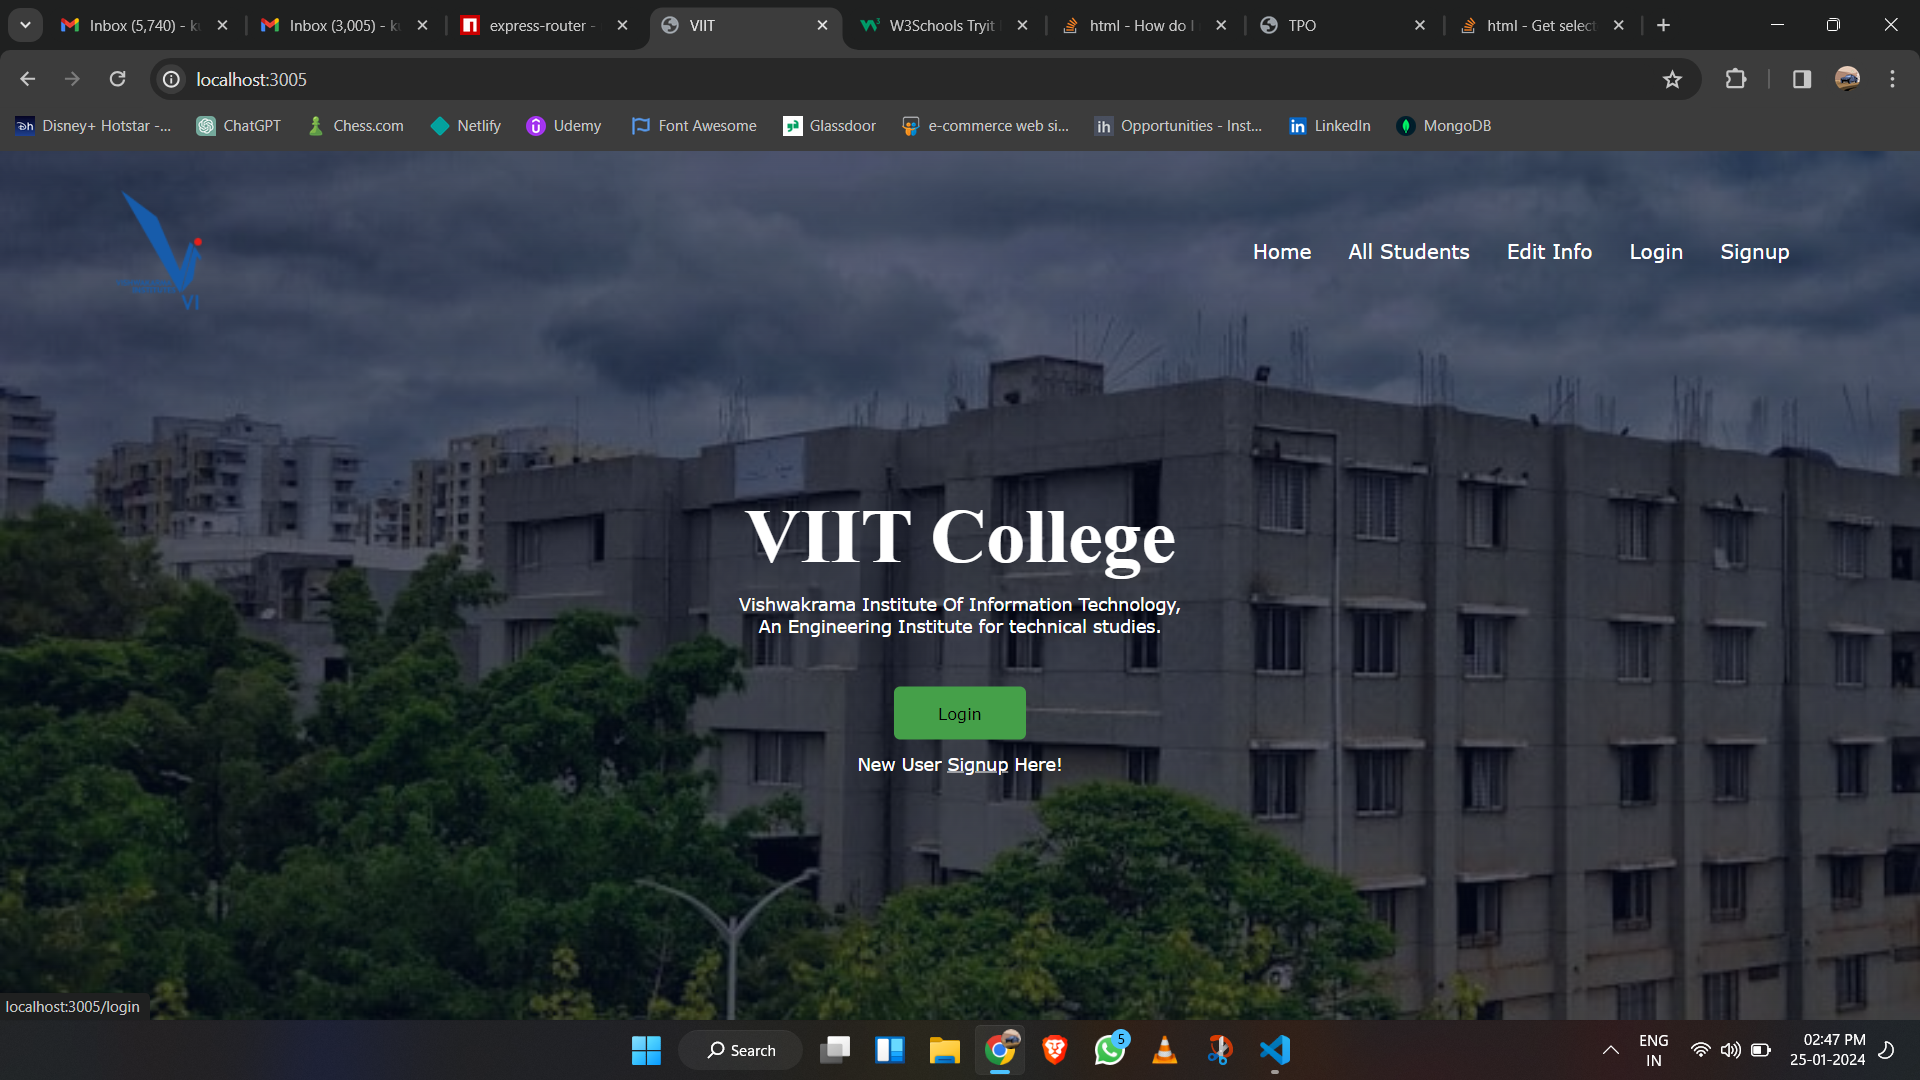 Inbox (5,740) - k
Inbox (3,005) - k
express-router -
VIIT
W3Schools Tryit
html - How do I
TPO
html - Get select
localhost:3005
Disney+ Hotstar -...
ChatGPT
Chess.com
Netlify
Udemy
Font Awesome
Glassdoor
e-commerce web si...
Opportunities - Inst...
LinkedIn
MongoDB
VI
Home
All Students
Edit Info
Login
Signup
VIIT College
Vishwakrama Institute Of Information Technology,
An Engineering Institute for technical studies.
Login
New User Signup Here!
localhost:3005/login
Search
5
ENG
IN
02:47 PM
25-01-2024